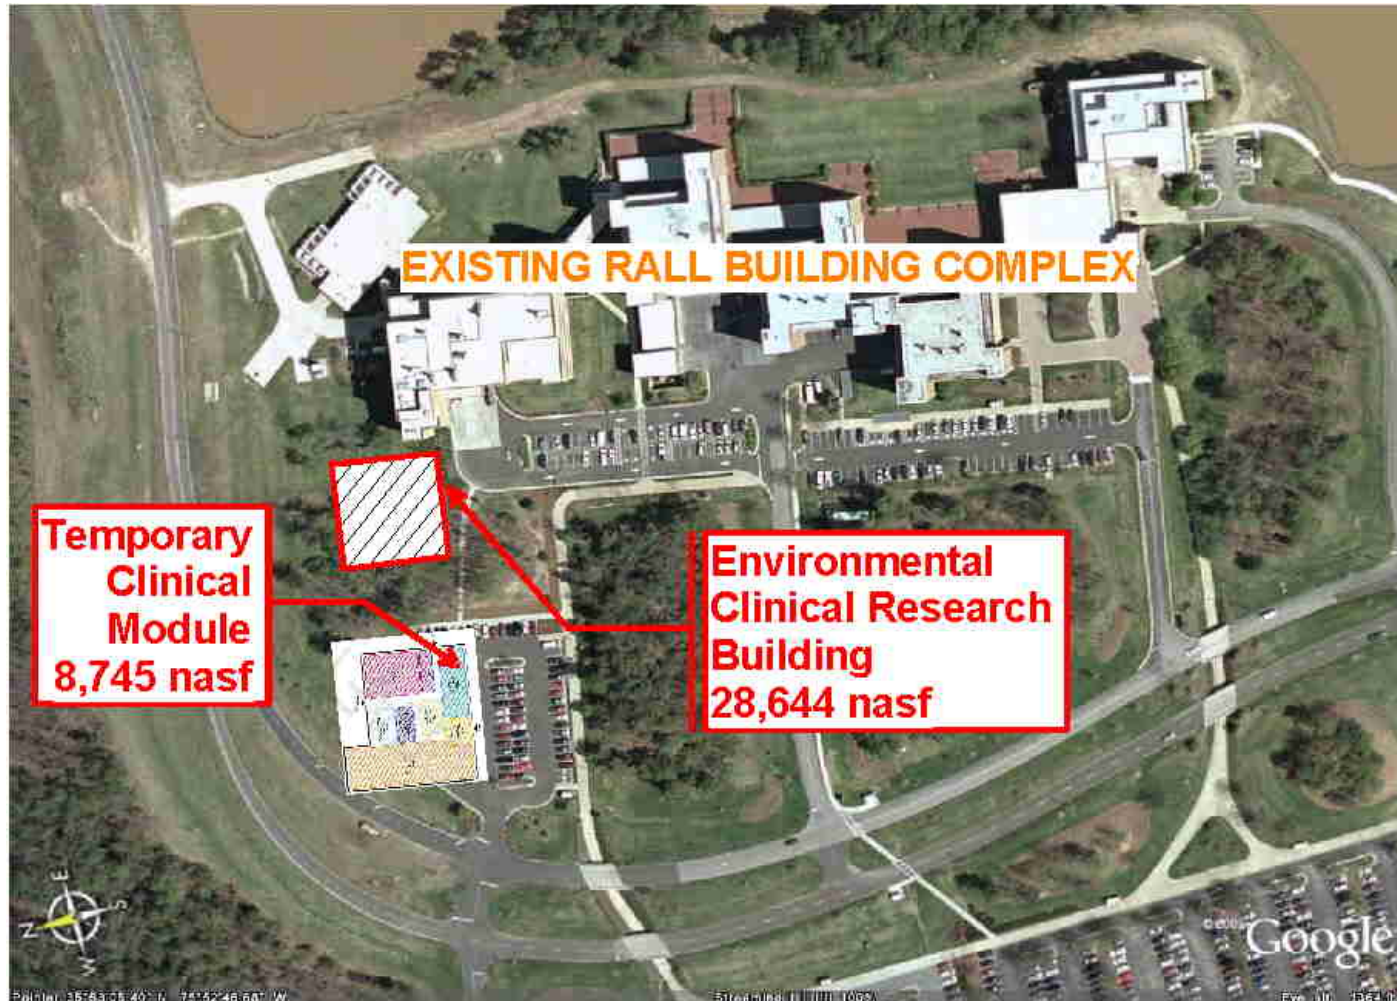 EXISTING RALL BUILDING COMPLEX
Temporary
Clinical
Module
8,745 nasf
Environmental
Clinical Research
Building
28,644 nasf
E
N
S
W
Google